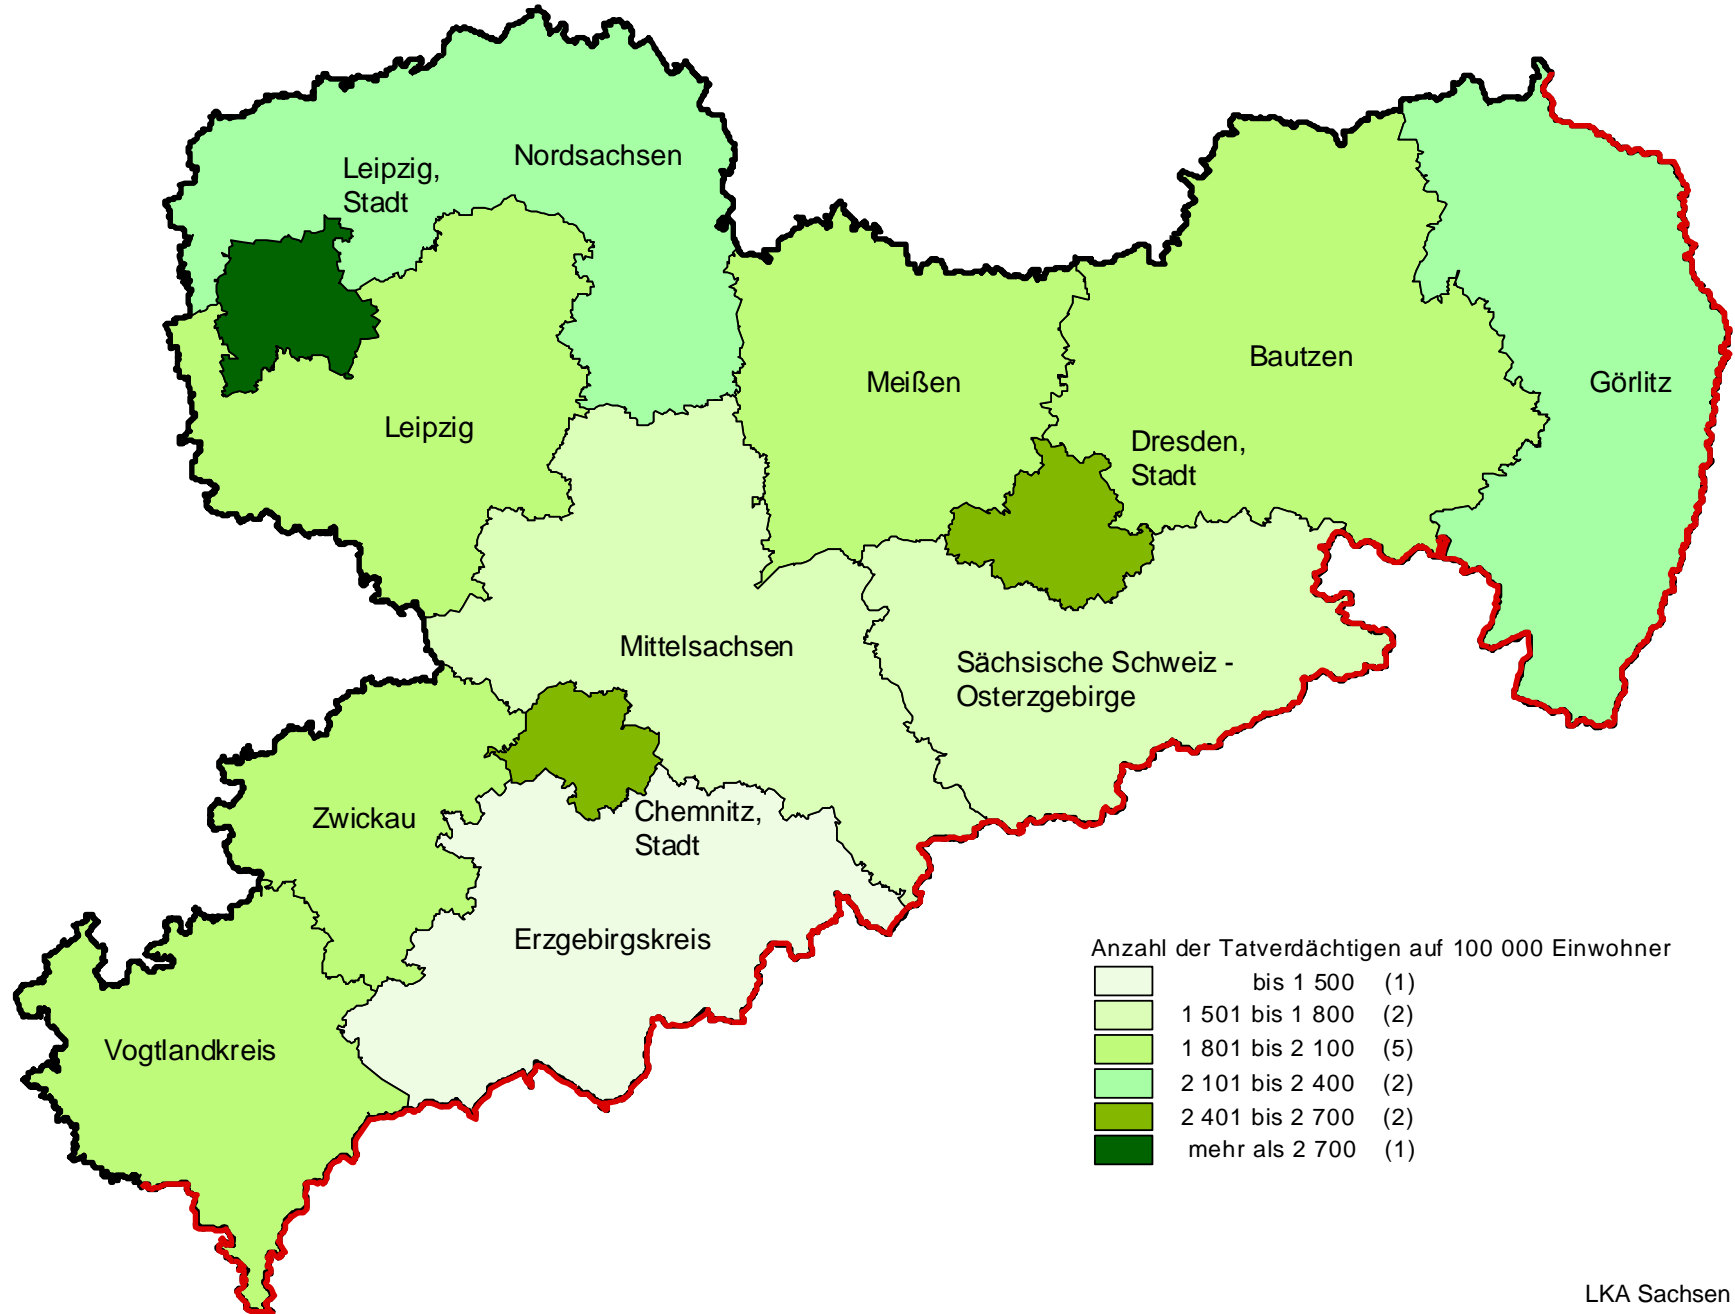 Leipzig,
Stadt
Nordsachsen
Leipzig
Meißen
Bautzen
Görlitz
Dresden,
Stadt
Mittelsachsen
Sächsische Schweiz -
Osterzgebirge
Zwickau
Chemnitz,
Stadt
Erzgebirgskreis
Vogtlandkreis
Anzahl der Tatverdächtigen auf 100 000 Einwohner
bis 1 500 (1)
1 501 bis 1 800 (2)
1 801 bis 2 100 (5)
2 101 bis 2 400 (2)
2 401 bis 2 700 (2)
mehr als 2 700 (1)
LKA Sachsen